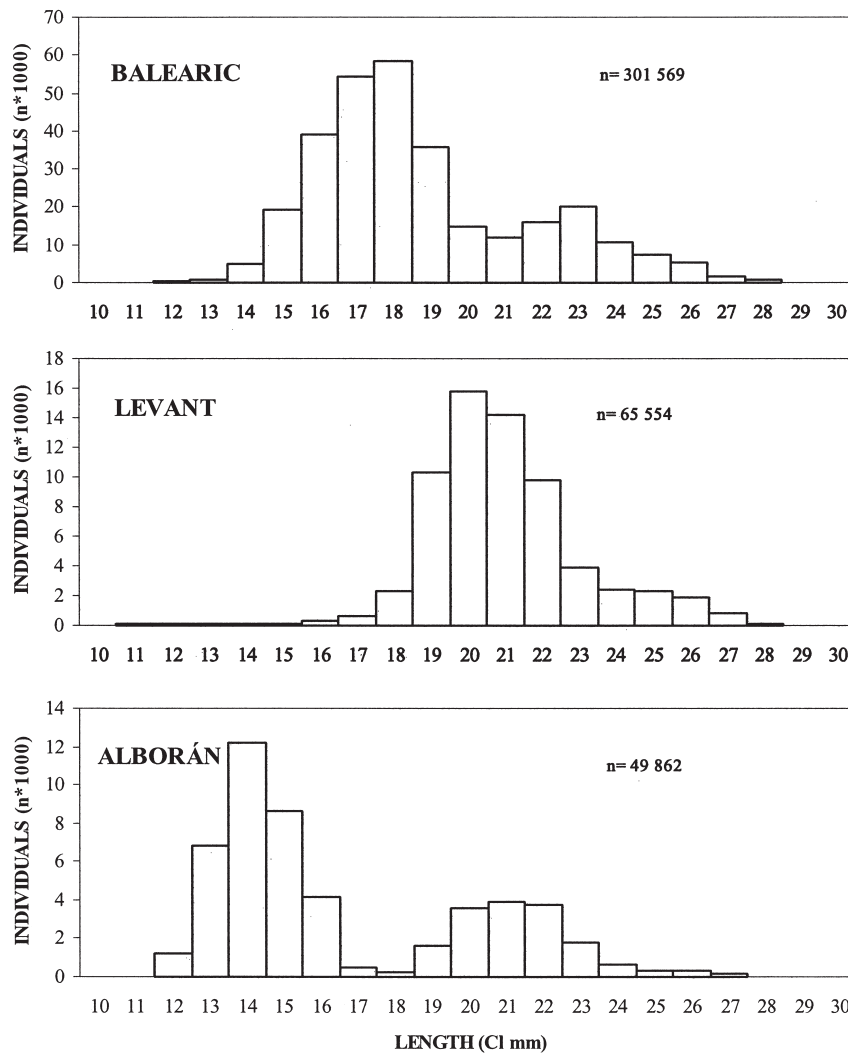 70
BALEARIC
n= 301 569
60
50
40
30
20
10
0
INDIVIDUALS (n*1000)
10 11 12 13 14 15 16 17 18 19 20 21 22 23 24 25 26 27 28 29 30
18
LEVANT
n= 65 554
16
14
12
10
8
6
4
2
0
INDIVIDUALS (n*1000)
10 11 12 13 14 15 16 17 18 19 20 21 22 23 24 25 26 27 28 29 30
14
ALBORÁN
n= 49 862
12
10
8
6
4
2
0
INDIVIDUALS (n*1000)
10 11 12 13 14 15 16 17 18 19 20 21 22 23 24 25 26 27 28 29 30
LENGTH (Cl mm)